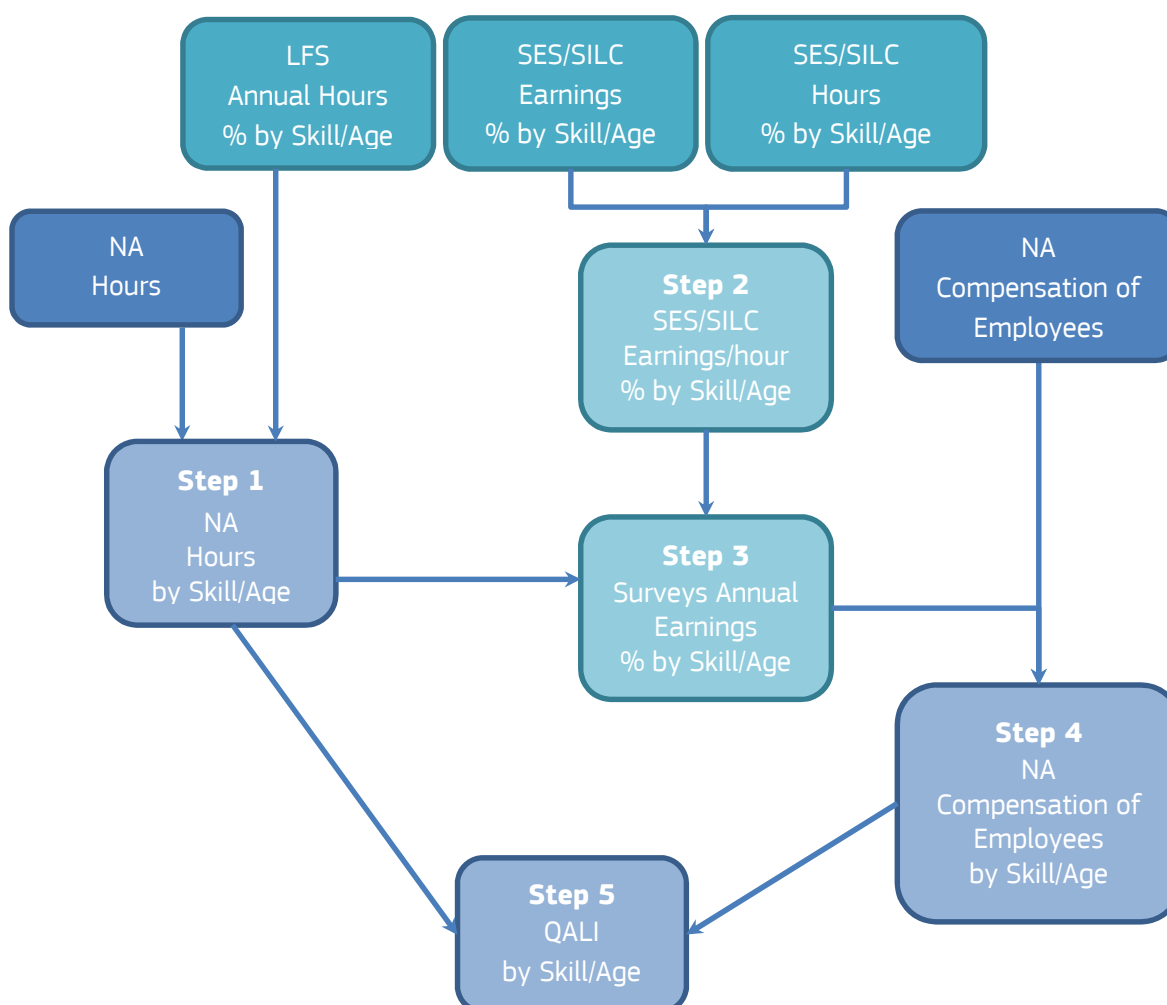 LFS
Annual Hours
% by Skill/Age
SES/SILC
Earnings
% by Skill/Age
SES/SILC
Hours
% by Skill/Age
NA
Hours
Step 2
SES/SILC
Earnings/hour
% by Skill/Age
NA
Compensation of
Employees
Step 1
NA
Hours
by Skill/Age
Step 3
Surveys Annual
Earnings
% by Skill/Age
Step 4
NA
Compensation of
Employees
by Skill/Age
Step 5
QALI
by Skill/Age